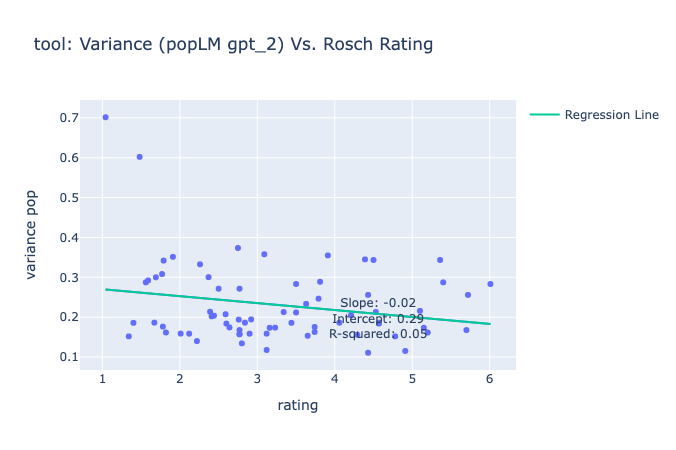 tool: Variance (popLM gpt_2) Vs. Rosch Rating
Regression Line
0.7
0.6
0.5
0.4
0.3
0.2
0.1
variance pop
Slope: -0.02
Intercept: 0.29
R-squared: 0.05
1 2 3 4 5 6
rating